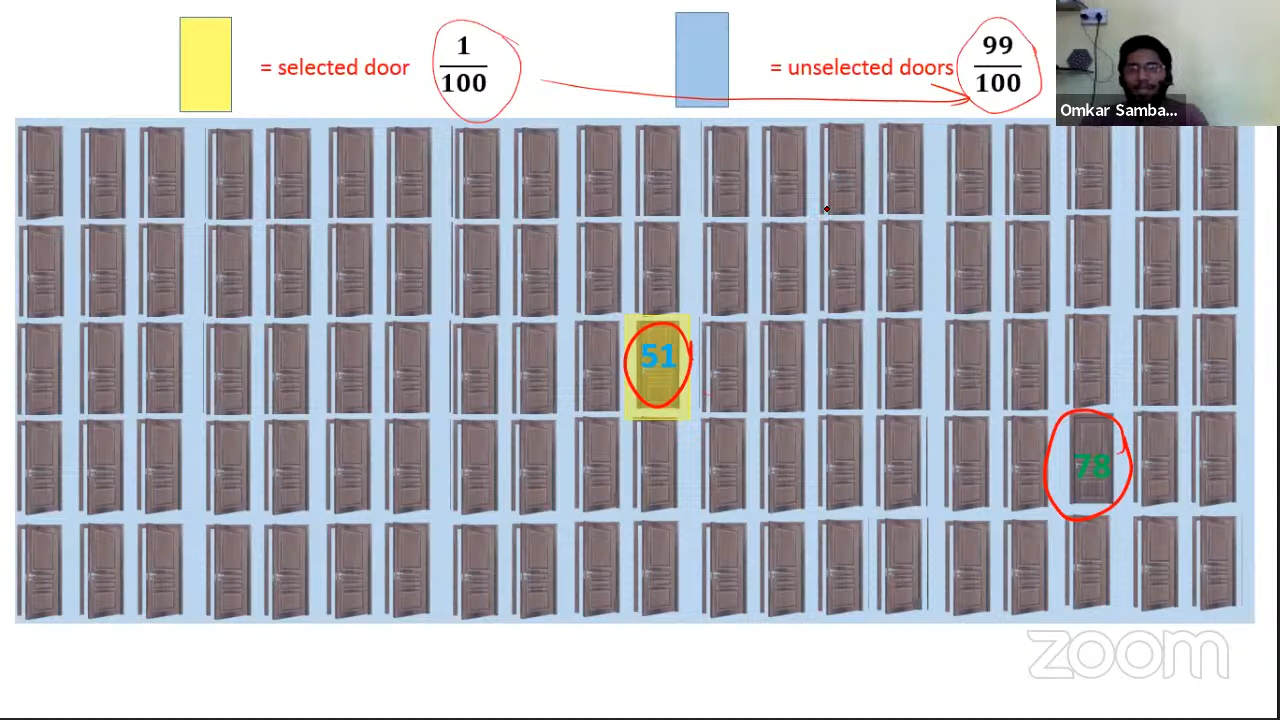 = selected door
1
100
= unselected doors
99
100
Omkar Samba...
51
78
zoom